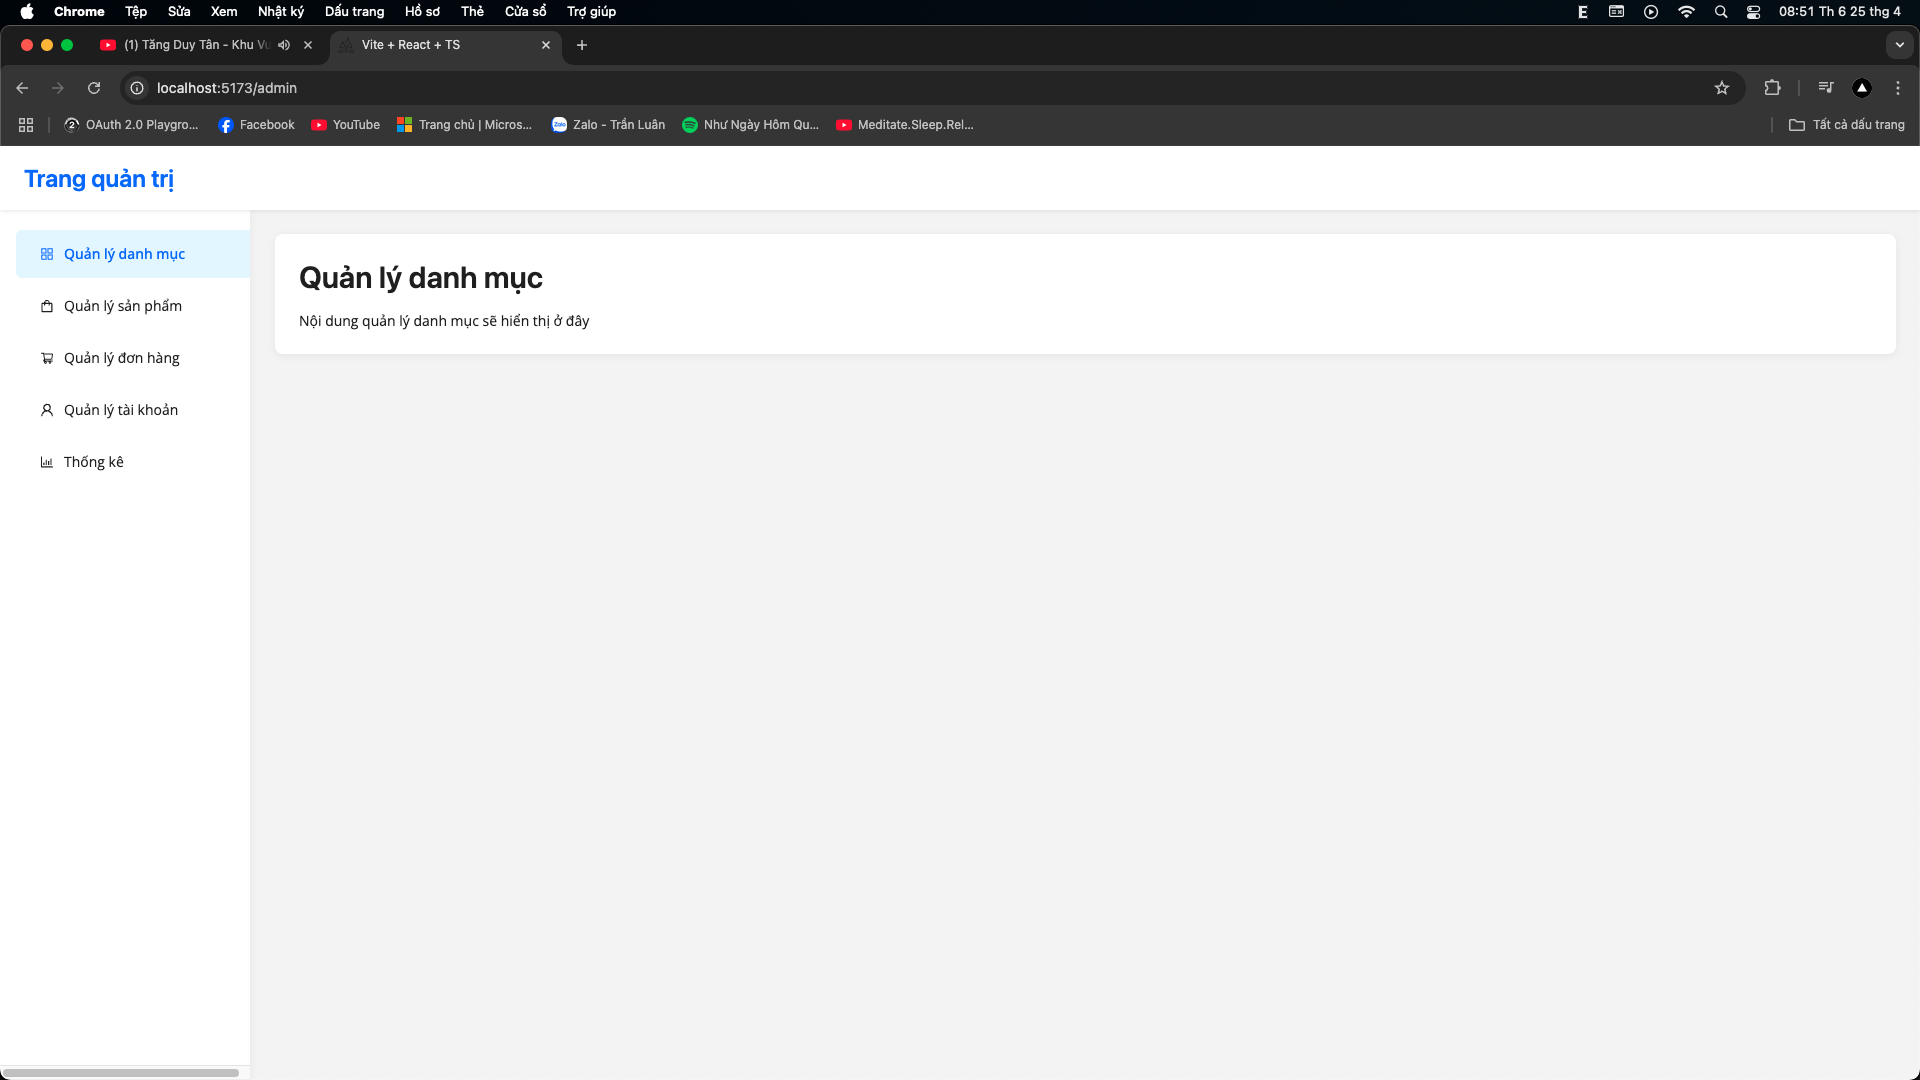 Chrome Tệp Sửa Xem Nhật ký Dấu trang Hồ sơ Thẻ Cửa sổ Trợ giúp E 08:51 Th 6 25 thg 4
(1) Tăng Duy Tân - Khu Vư Vite + React + TS
localhost:5173/admin
OAuth 2.0 Playgro... Facebook YouTube Trang chủ | Micros... Zalo - Trần Luân Như Ngày Hôm Qu... Meditate.Sleep.Rel... Tất cả dấu trang
Trang quản trị
Quản lý danh mục
Quản lý sản phẩm
Quản lý đơn hàng
Quản lý tài khoản
Thống kê
Quản lý danh mục
Nội dung quản lý danh mục sẽ hiển thị ở đây